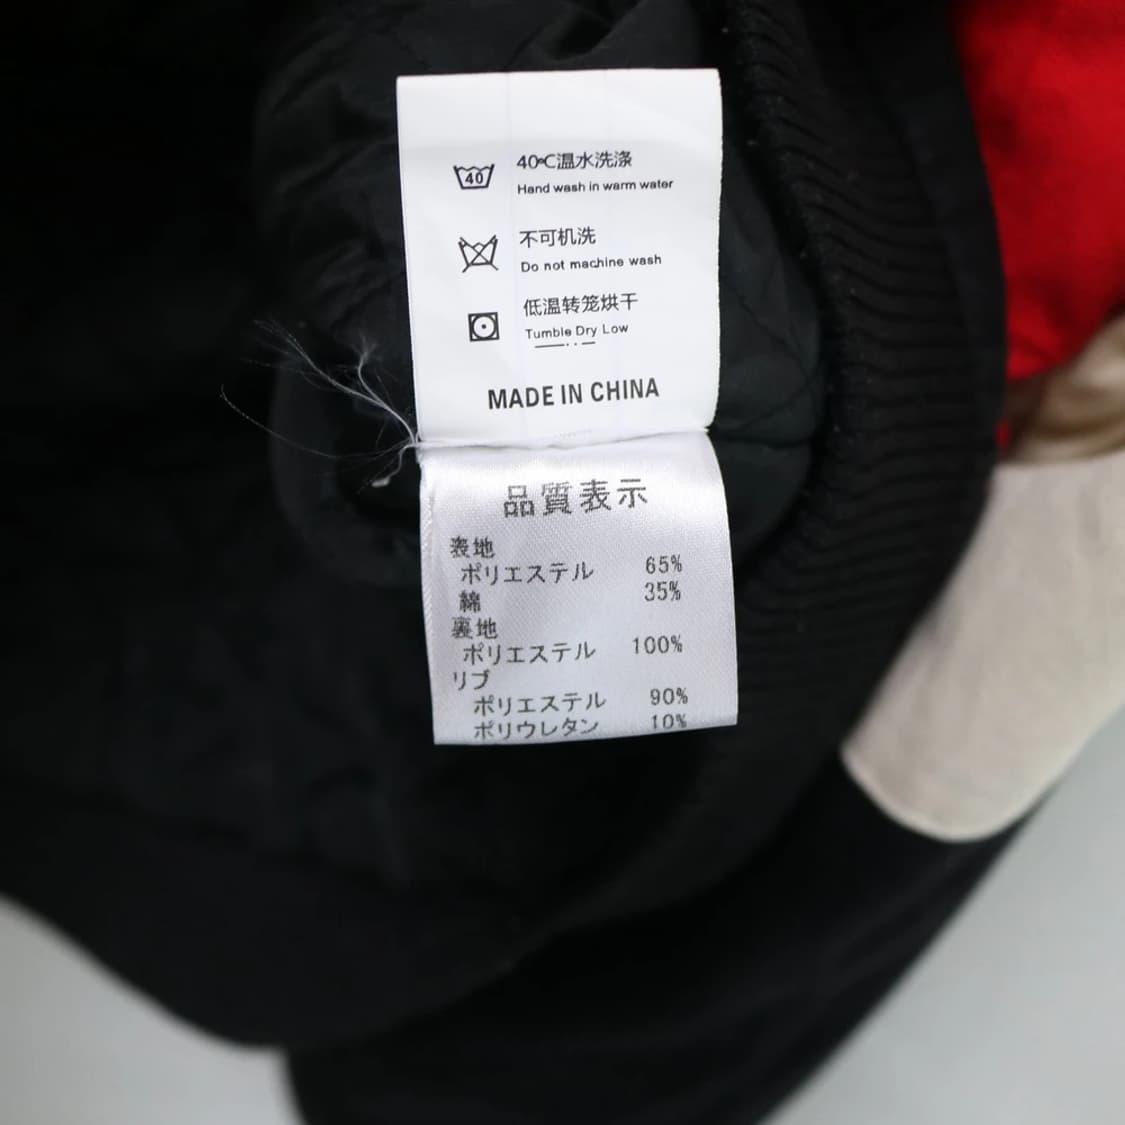 40°C温水洗涤
40
Hand wash in warm water
不可机洗
Do not machine wash
低温转笼烘干
Tumble Dry Low
MADE IN CHINA
品質表示
表地
ポリエステル 65%
綿 35%
裏地
ポリエステル 100%
リブ
ポリエステル 90%
ポリウレタン 10%